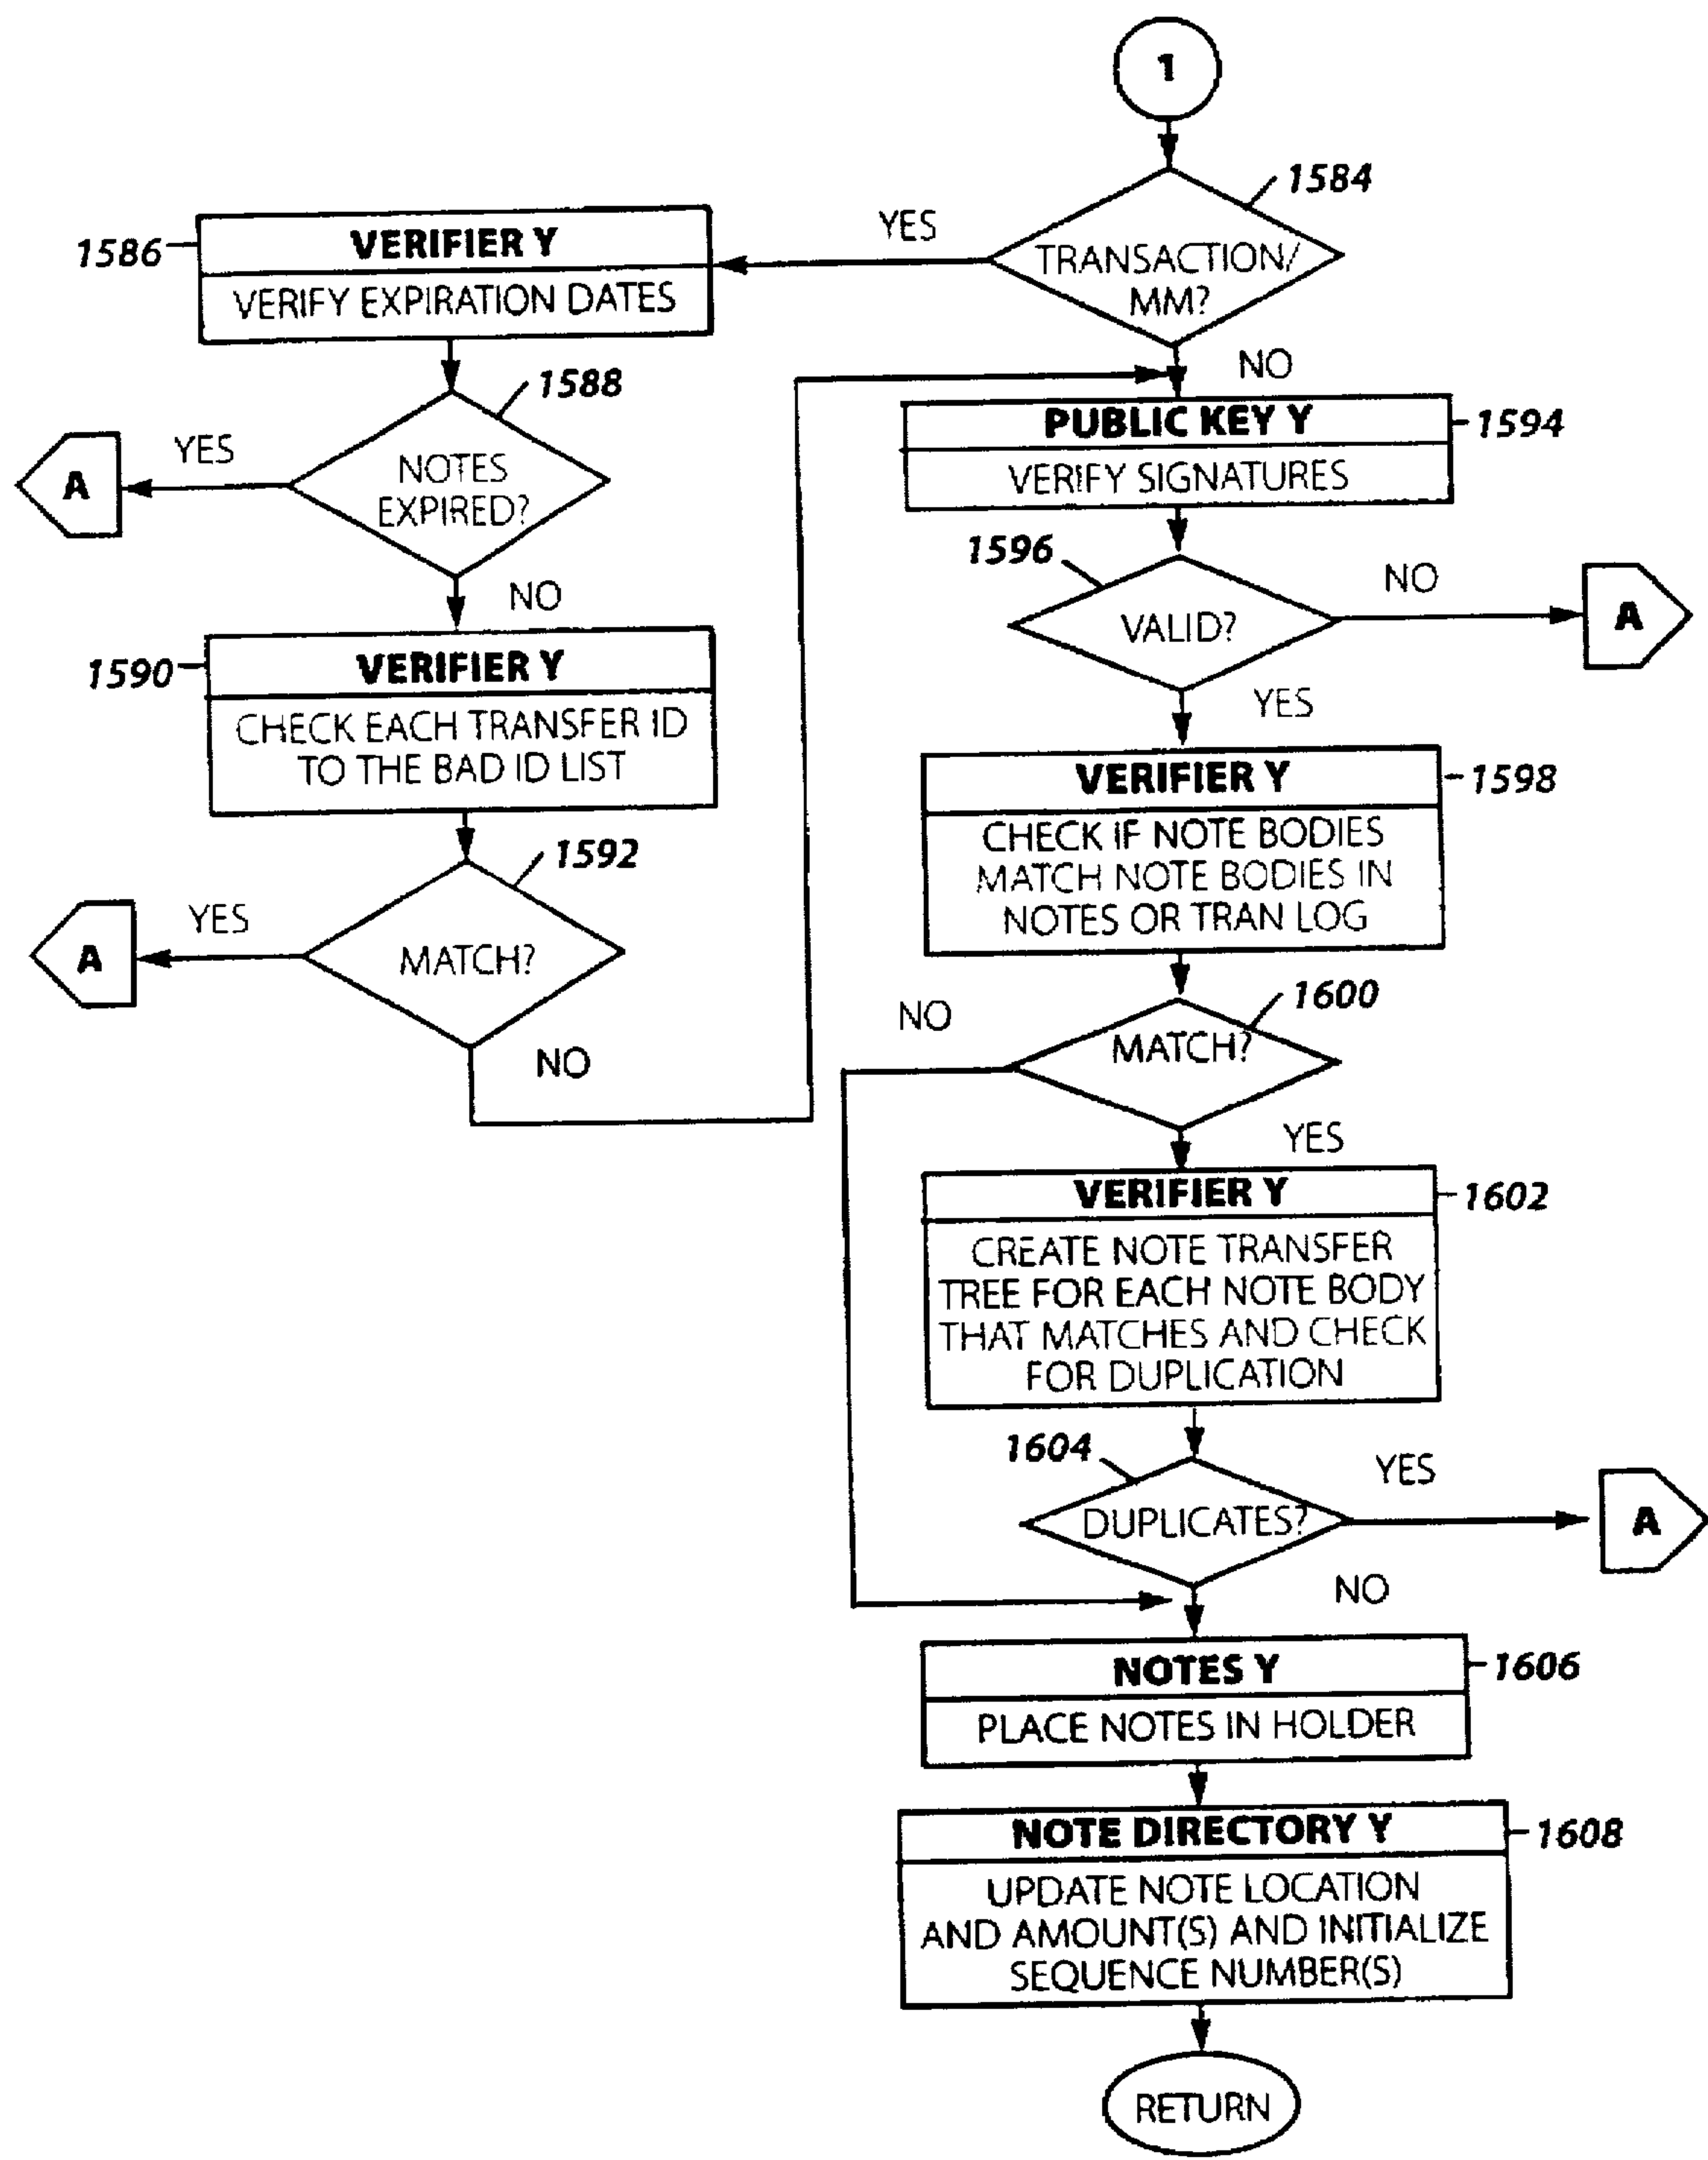 1
1584
TRANSACTION/
MM?
YES
NO
1586
VERIFIER Y
VERIFY EXPIRATION DATES
1588
NOTES
EXPIRED?
YES
A
NO
1590
VERIFIER Y
CHECK EACH TRANSFER ID
TO THE BAD ID LIST
1592
MATCH?
YES
A
NO
PUBLIC KEY Y
1594
VERIFY SIGNATURES
1596
VALID?
NO
A
YES
VERIFIER Y
1598
CHECK IF NOTE BODIES
MATCH NOTE BODIES IN
NOTES OR TRAN LOG
1600
NO
MATCH?
YES
VERIFIER Y
1602
CREATE NOTE TRANSFER
TREE FOR EACH NOTE BODY
THAT MATCHES AND CHECK
FOR DUPLICATION
1604
DUPLICATES?
YES
A
NO
NOTES Y
1606
PLACE NOTES IN HOLDER
NOTE DIRECTORY Y
1608
UPDATE NOTE LOCATION
AND AMOUNT(S) AND INITIALIZE
SEQUENCE NUMBER(S)
RETURN